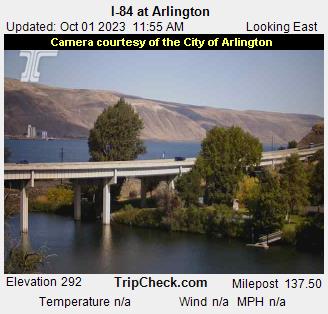 I-84 at Arlington
Updated: Oct 01 2023 11:55 AM Looking East
Camera courtesy of the City of Arlington
Elevation 292 TripCheck.com Milepost 137.50
Temperature n/a Wind n/a MPH n/a